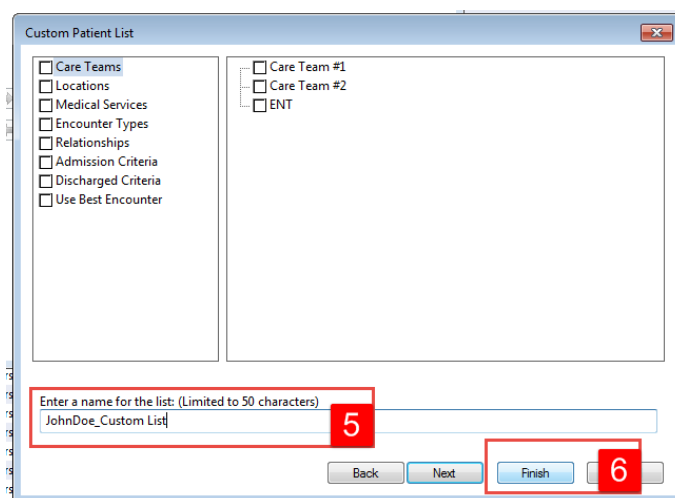 Custom Patient List
Care Teams
Locations
Medical Services
Encounter Types
Relationships
Admission Criteria
Discharged Criteria
Use Best Encounter
Care Team #1
Care Team #2
ENT
Enter a name for the list: (Limited to 50 characters)
JohnDoe_Custom List
5
Back Next Finish 6